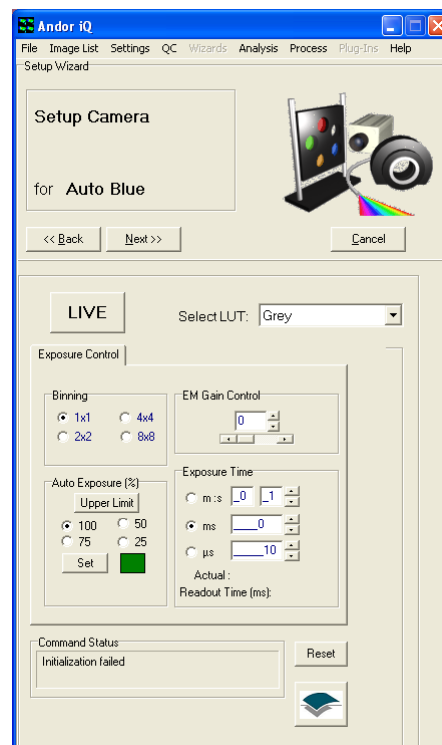 Andor iQ
File Image List Settings QC Wizards Analysis Process Plug-Ins Help
Setup Wizard
Setup Camera
for Auto Blue
<< Back Next >> Cancel
LIVE Select LUT: Grey
Exposure Control
Binning
1x1 4x4
2x2 8x8
EM Gain Control
0
Auto Exposure (%)
Upper Limit
100 50
75 25
Set
Exposure Time
m :s _0 _1
ms ____0
µs ____10
Actual :
Readout Time (ms):
Command Status
Initialization failed
Reset